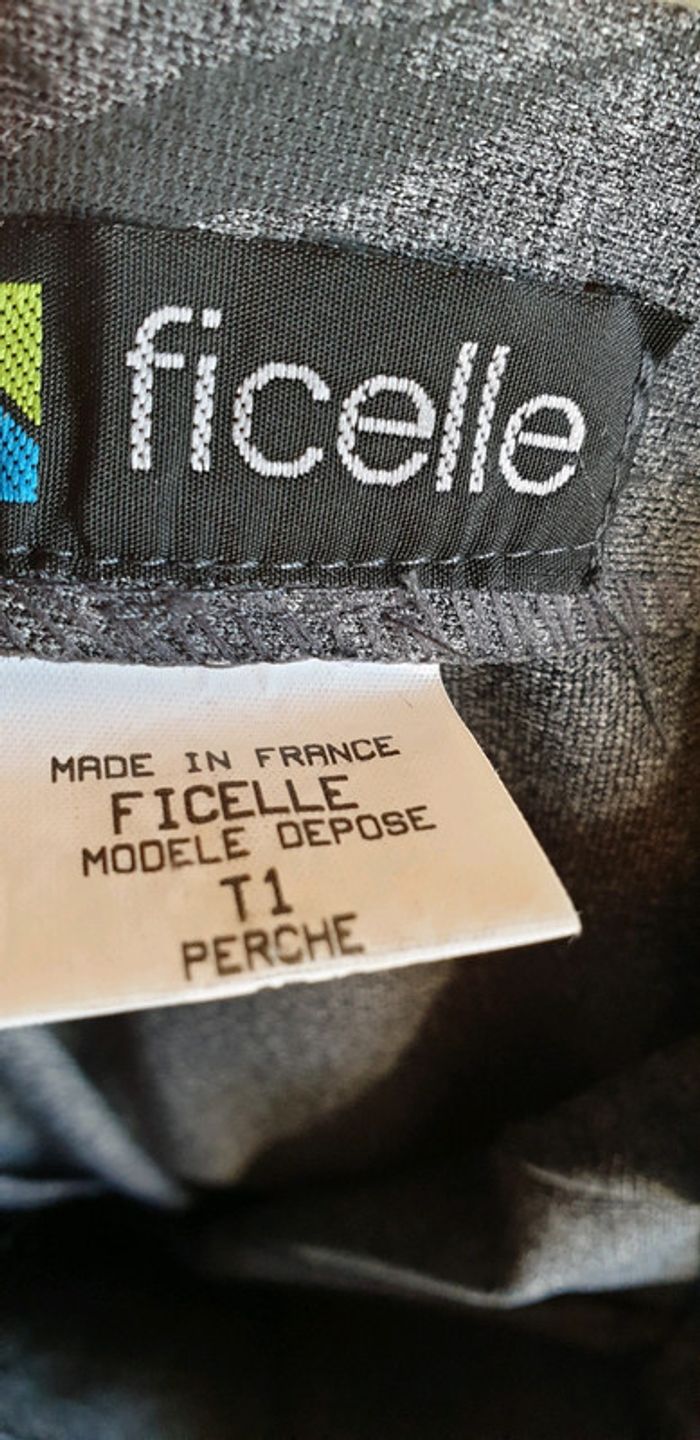 ficelle
MADE IN FRANCE
FICELLE
MODELE DEPOSE
T1
PERCHE